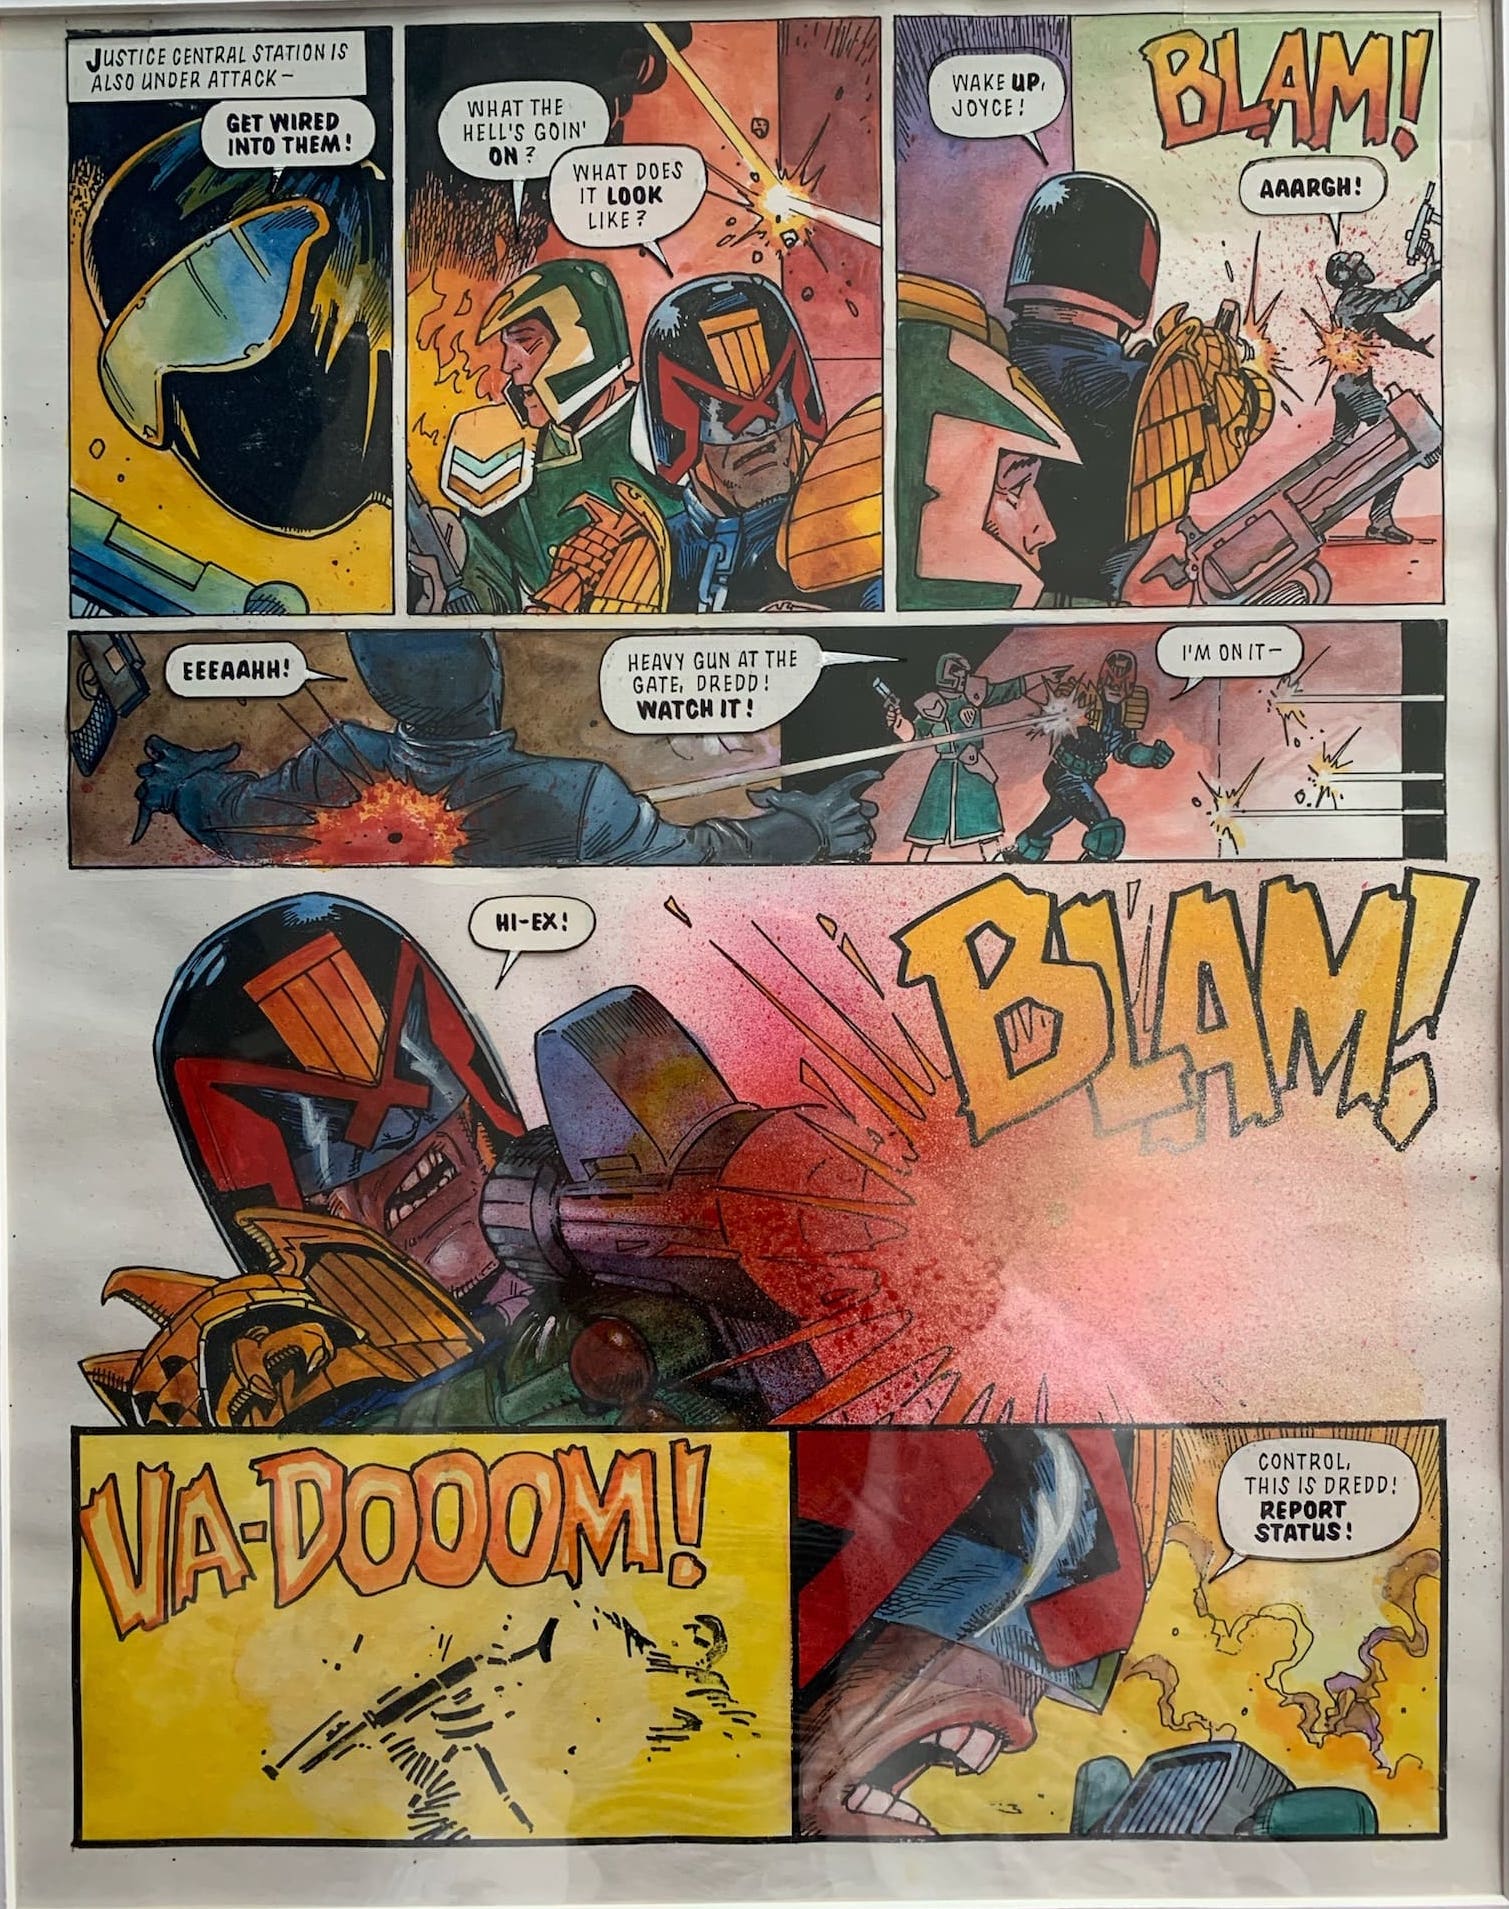 JUSTICE CENTRAL STATION IS
ALSO UNDER ATTACK–
GET WIRED
INTO THEM!
WHAT THE
HELL'S GOIN'
ON?
WHAT DOES
IT LOOK
LIKE?
WAKE UP,
JOYCE!
BLAM!
AAARGH!
EEEAAHH!
HEAVY GUN AT THE
GATE, DREDD!
WATCH IT!
I'M ON IT–
HI-EX!
BLAM!
VA-DOOOM!
CONTROL,
THIS IS DREDD!
REPORT
STATUS!